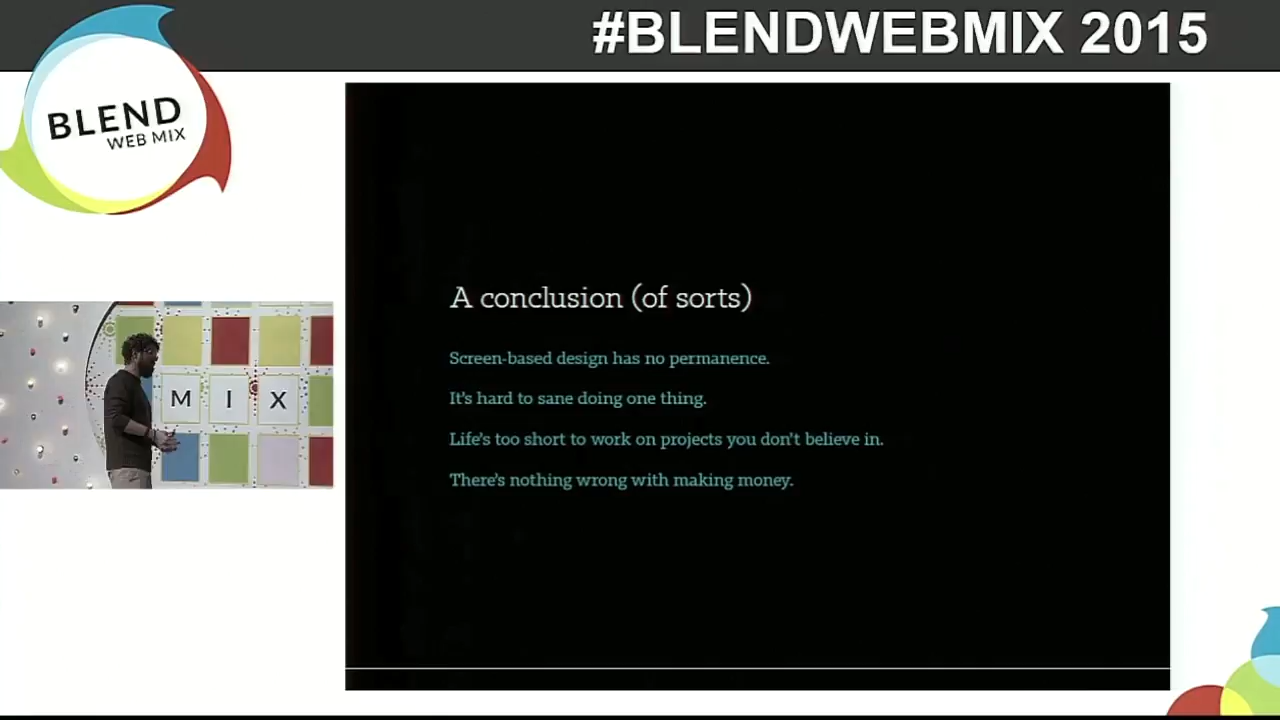 #BLENDWEBMIX 2015
BLEND
WEB MIX
M I X
A conclusion (of sorts)
Screen-based design has no permanence.
It's hard to sane doing one thing.
Life's too short to work on projects you don't believe in.
There's nothing wrong with making money.